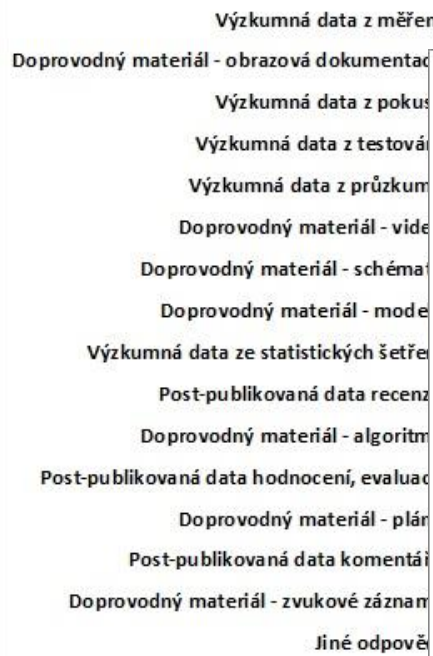 Výzkumná data z měřen
Doprovodný materiál - obrazová dokumentac
Výzkumná data z pokus
Výzkumná data z testován
Výzkumná data z průzkum
Doprovodný materiál - vide
Doprovodný materiál - schémat
Doprovodný materiál - mode
Výzkumná data ze statistických šetře
Post-publikovaná data recenz
Doprovodný materiál - algoritm
Post-publikovaná data hodnocení, evaluac
Doprovodný materiál - plán
Post-publikovaná data komentář
Doprovodný materiál - zvukové záznam
Jiné odpově